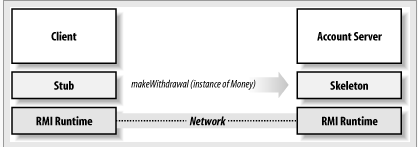 Client
Account Server
Stub
makeWithdrawal (instance of Money)
Skeleton
RMI Runtime
Network
RMI Runtime